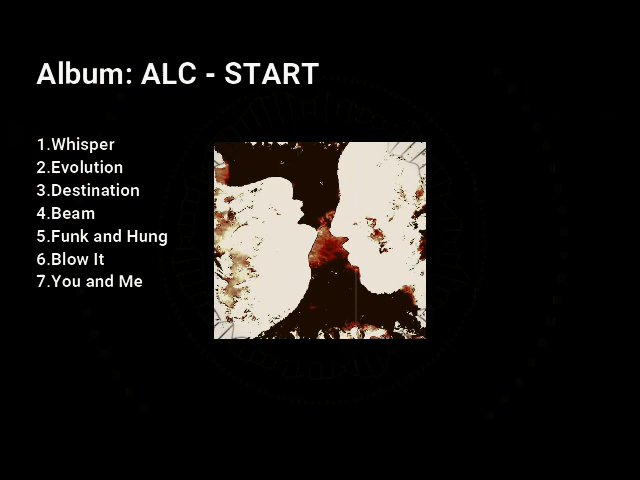 Album: ALC - START
1.Whisper
2.Evolution
3.Destination
4.Beam
5.Funk and Hung
6.Blow It
7.You and Me